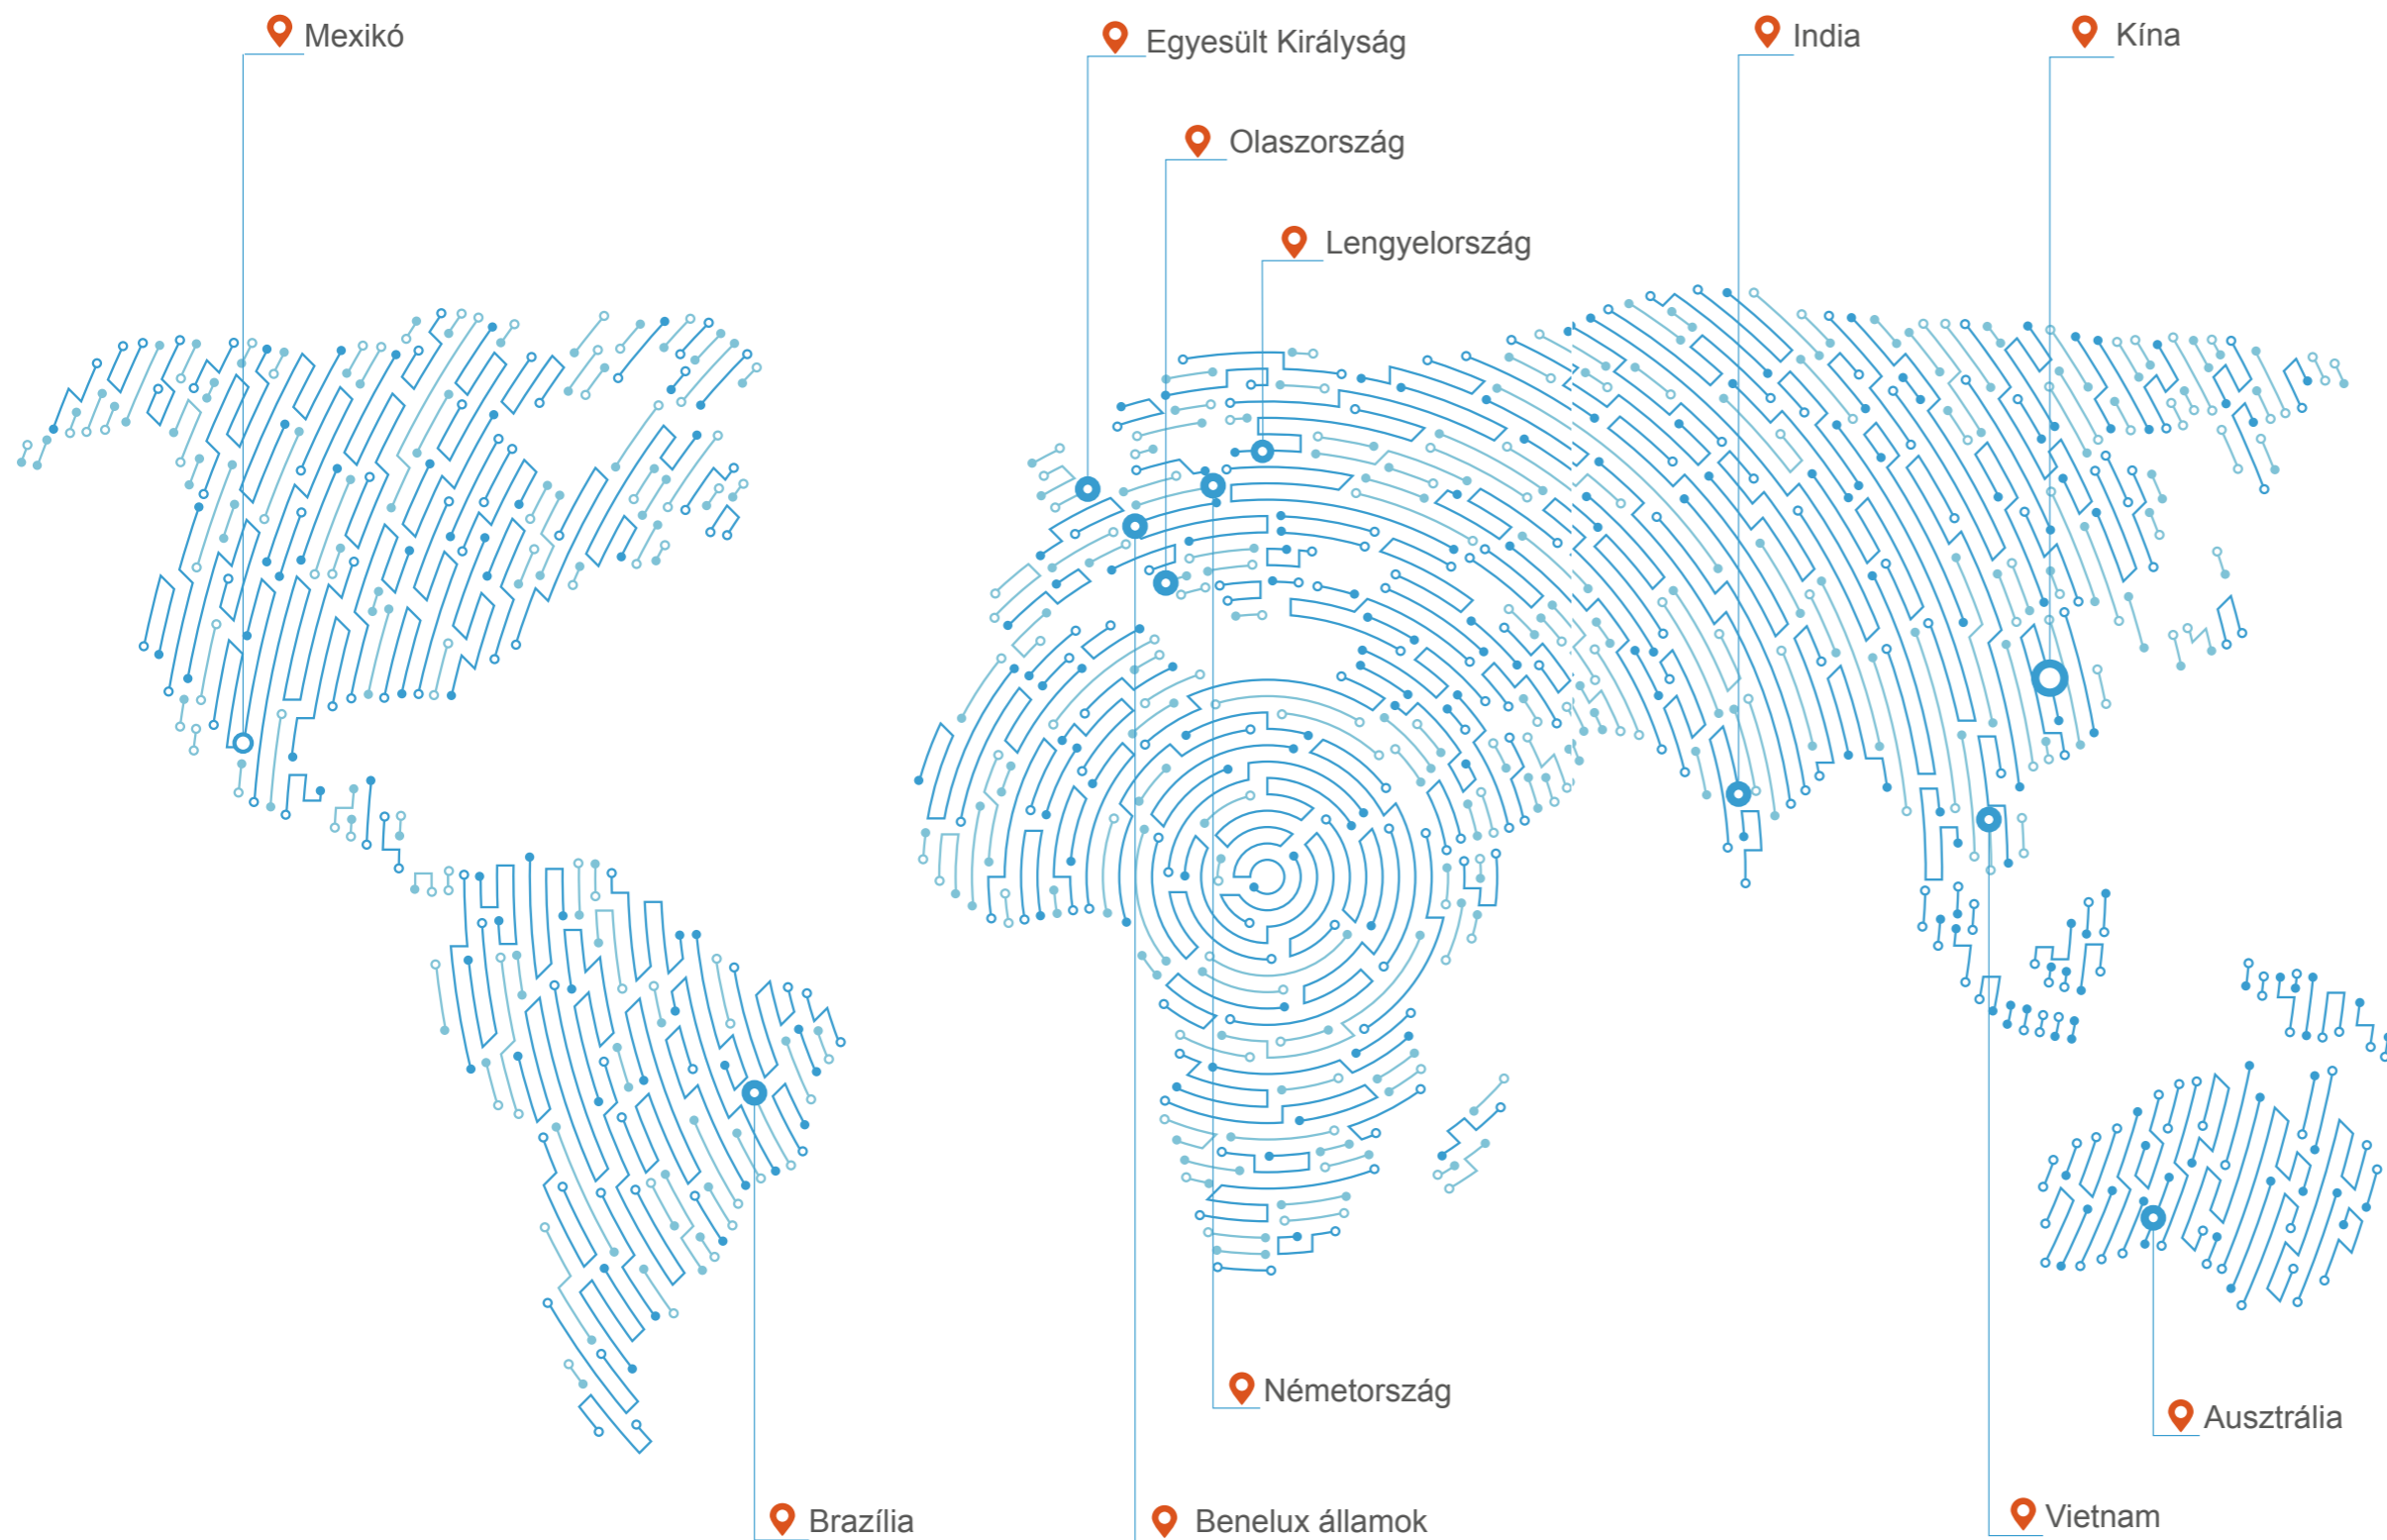 Mexikó
Egyesült Királyság
India
Kína
Olaszország
Lengyelország
Németország
Ausztrália
Brazília
Benelux államok
Vietnam